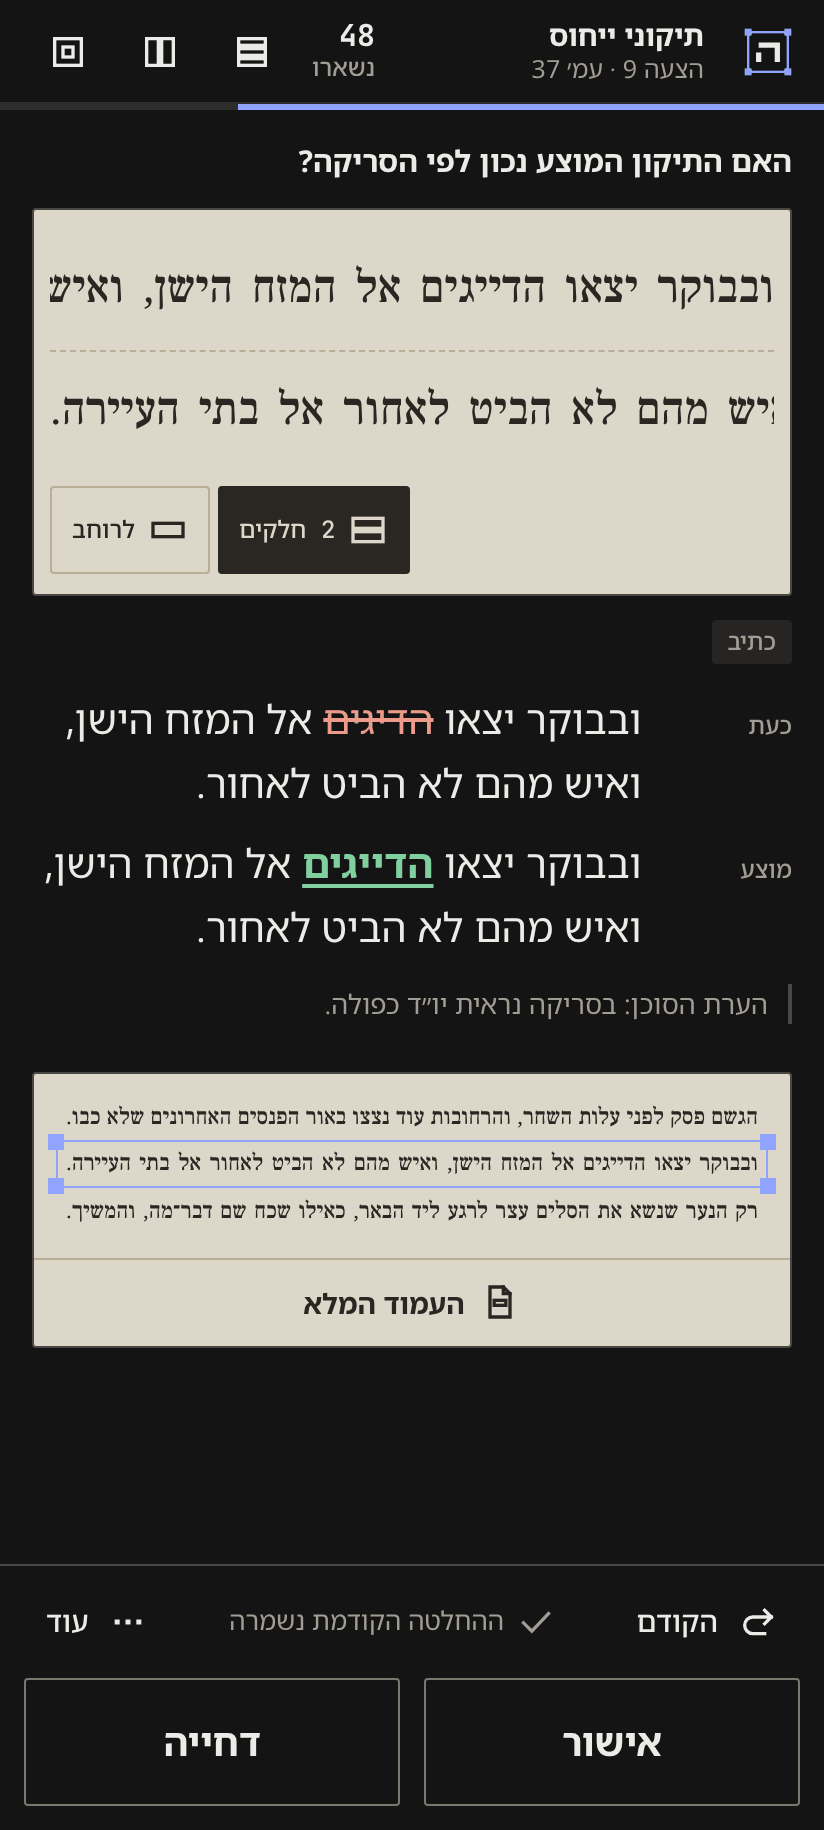 ה
תיקוני ייחוס
הצעה 9 · עמ׳ 37
48
נשארו
האם התיקון המוצע נכון לפי הסריקה?
ובבוקר יצאו הדייגים אל המזח הישן, ואיש
איש מהם לא הביט לאחור אל בתי העיירה.
2 חלקים
לרוחב
כתיב
כעת
ובבוקר יצאו הדיגים אל המזח הישן,
ואיש מהם לא הביט לאחור.
מוצע
ובבוקר יצאו הדייגים אל המזח הישן,
ואיש מהם לא הביט לאחור.
הערת הסוכן: בסריקה נראית יו״ד כפולה.
הגשם פסק לפני עלות השחר, והרחובות עוד נצצו באור הפנסים האחרונים שלא כבו.
ובבוקר יצאו הדייגים אל המזח הישן, ואיש מהם לא הביט לאחור אל בתי העיירה.
רק הנער שנשא את הסלים עצר לרגע ליד הבאר, כאילו שכח שם דבר־מה, והמשיך.
העמוד המלא
הקודם
ההחלטה הקודמת נשמרה
עוד
אישור
דחייה